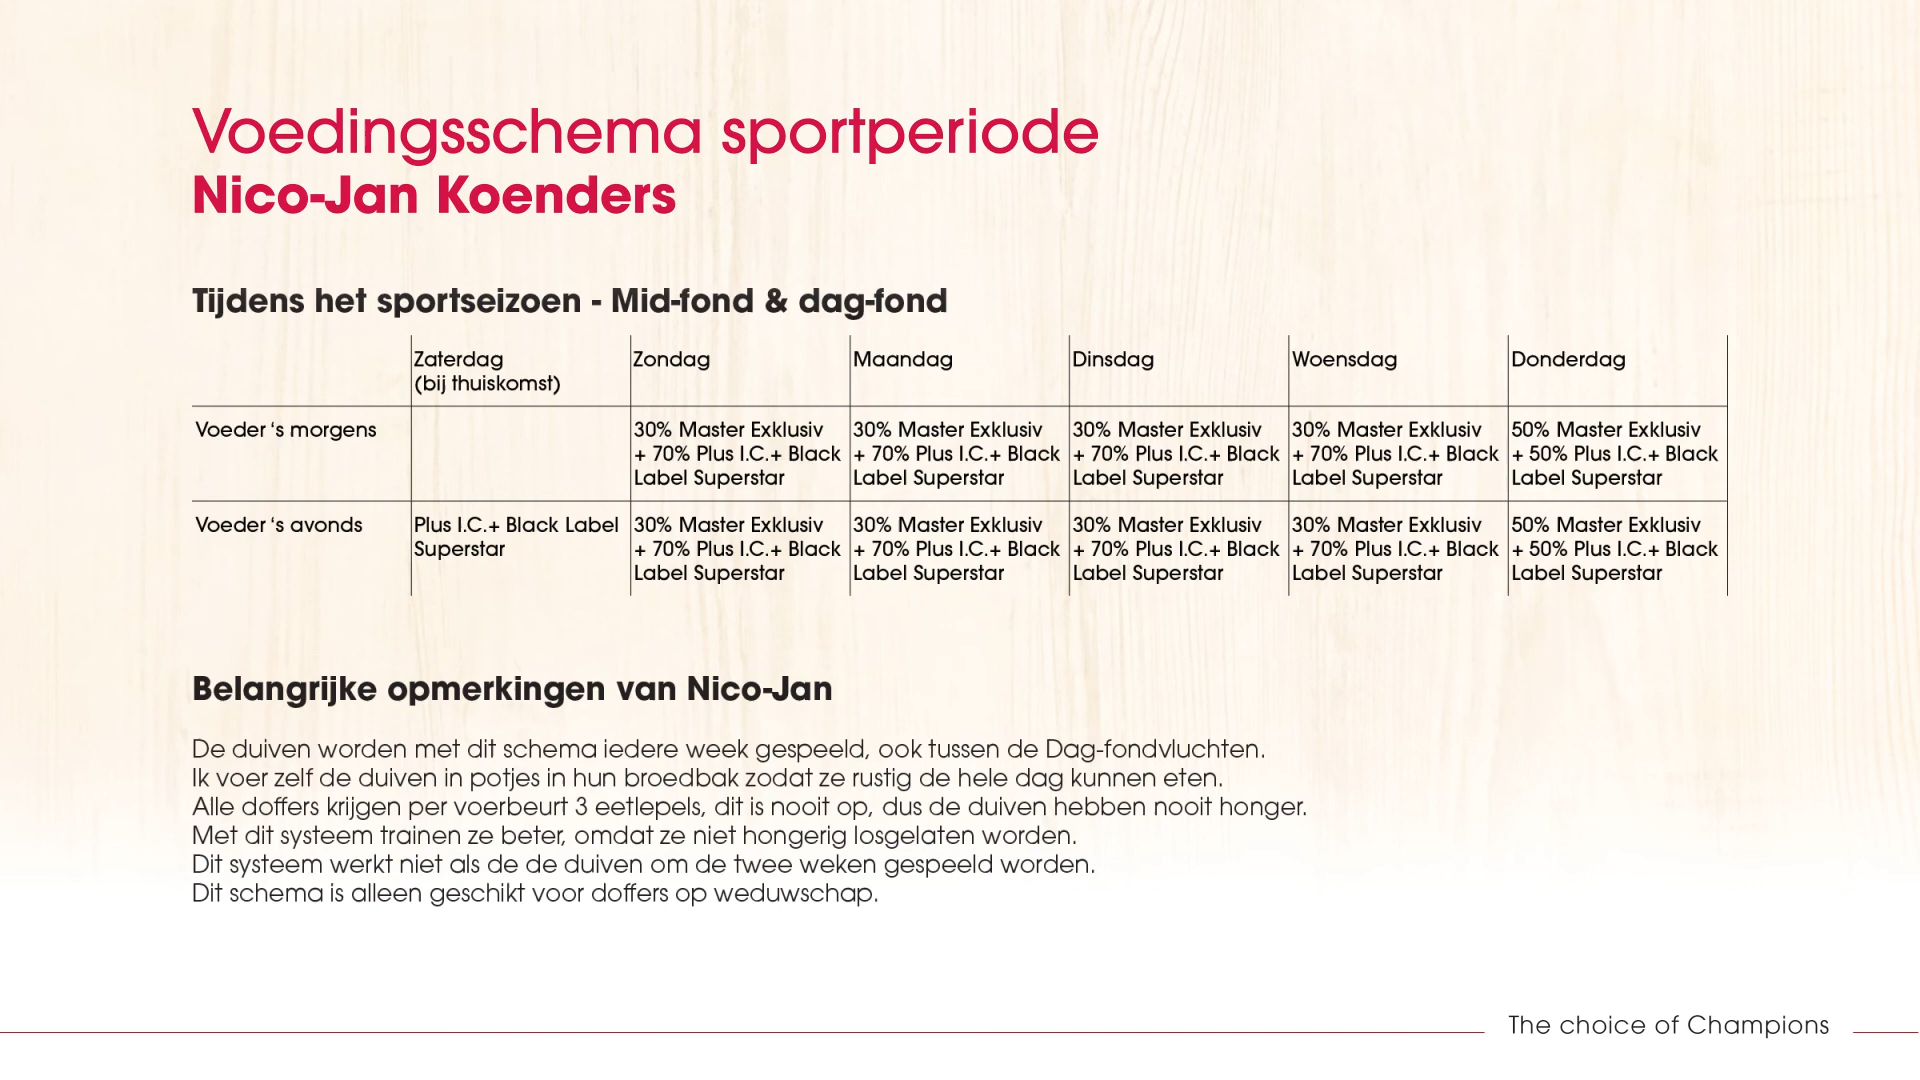 Voedingsschema sportperiode
Nico-Jan Koenders
Tijdens het sportseizoen - Mid-fond & dag-fond
Zaterdag (bij thuiskomst) Zondag Maandag Dinsdag Woensdag Donderdag
Voeder ‘s morgens
30% Master Exklusiv + 70% Plus I.C.+ Black Label Superstar
30% Master Exklusiv + 70% Plus I.C.+ Black Label Superstar
30% Master Exklusiv + 70% Plus I.C.+ Black Label Superstar
30% Master Exklusiv + 70% Plus I.C.+ Black Label Superstar
50% Master Exklusiv + 50% Plus I.C.+ Black Label Superstar
Voeder ‘s avonds
Plus I.C.+ Black Label Superstar
30% Master Exklusiv + 70% Plus I.C.+ Black Label Superstar
30% Master Exklusiv + 70% Plus I.C.+ Black Label Superstar
30% Master Exklusiv + 70% Plus I.C.+ Black Label Superstar
30% Master Exklusiv + 70% Plus I.C.+ Black Label Superstar
50% Master Exklusiv + 50% Plus I.C.+ Black Label Superstar
Belangrijke opmerkingen van Nico-Jan
De duiven worden met dit schema iedere week gespeeld, ook tussen de Dag-fondvluchten.
Ik voer zelf de duiven in potjes in hun broedbak zodat ze rustig de hele dag kunnen eten.
Alle doffers krijgen per voerbeurt 3 eetlepels, dit is nooit op, dus de duiven hebben nooit honger.
Met dit systeem trainen ze beter, omdat ze niet hongerig losgelaten worden.
Dit systeem werkt niet als de de duiven om de twee weken gespeeld worden.
Dit schema is alleen geschikt voor doffers op weduwschap.
The choice of Champions